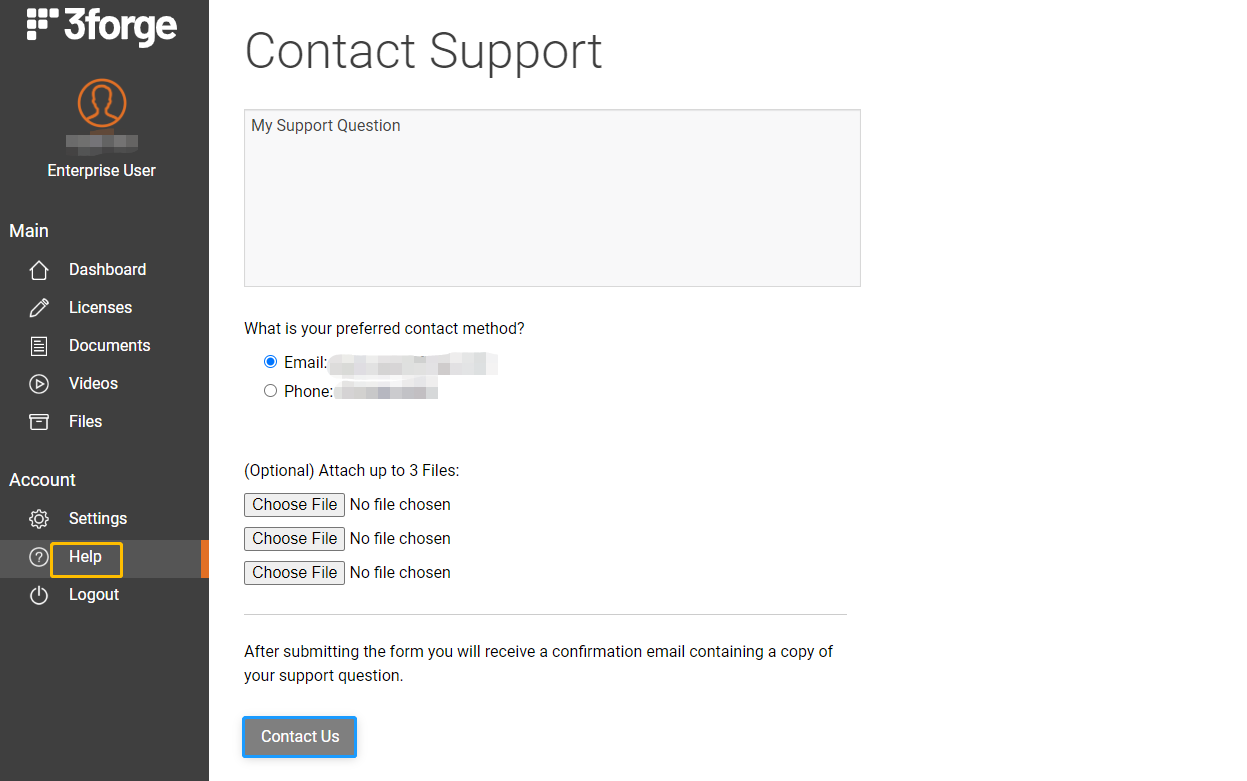 3forge
Enterprise User
Main
Dashboard
Licenses
Documents
Videos
Files
Account
Settings
Help
Logout
Contact Support
My Support Question
What is your preferred contact method?
Email:
Phone:
(Optional) Attach up to 3 Files:
Choose File No file chosen
Choose File No file chosen
Choose File No file chosen
After submitting the form you will receive a confirmation email containing a copy of
your support question.
Contact Us